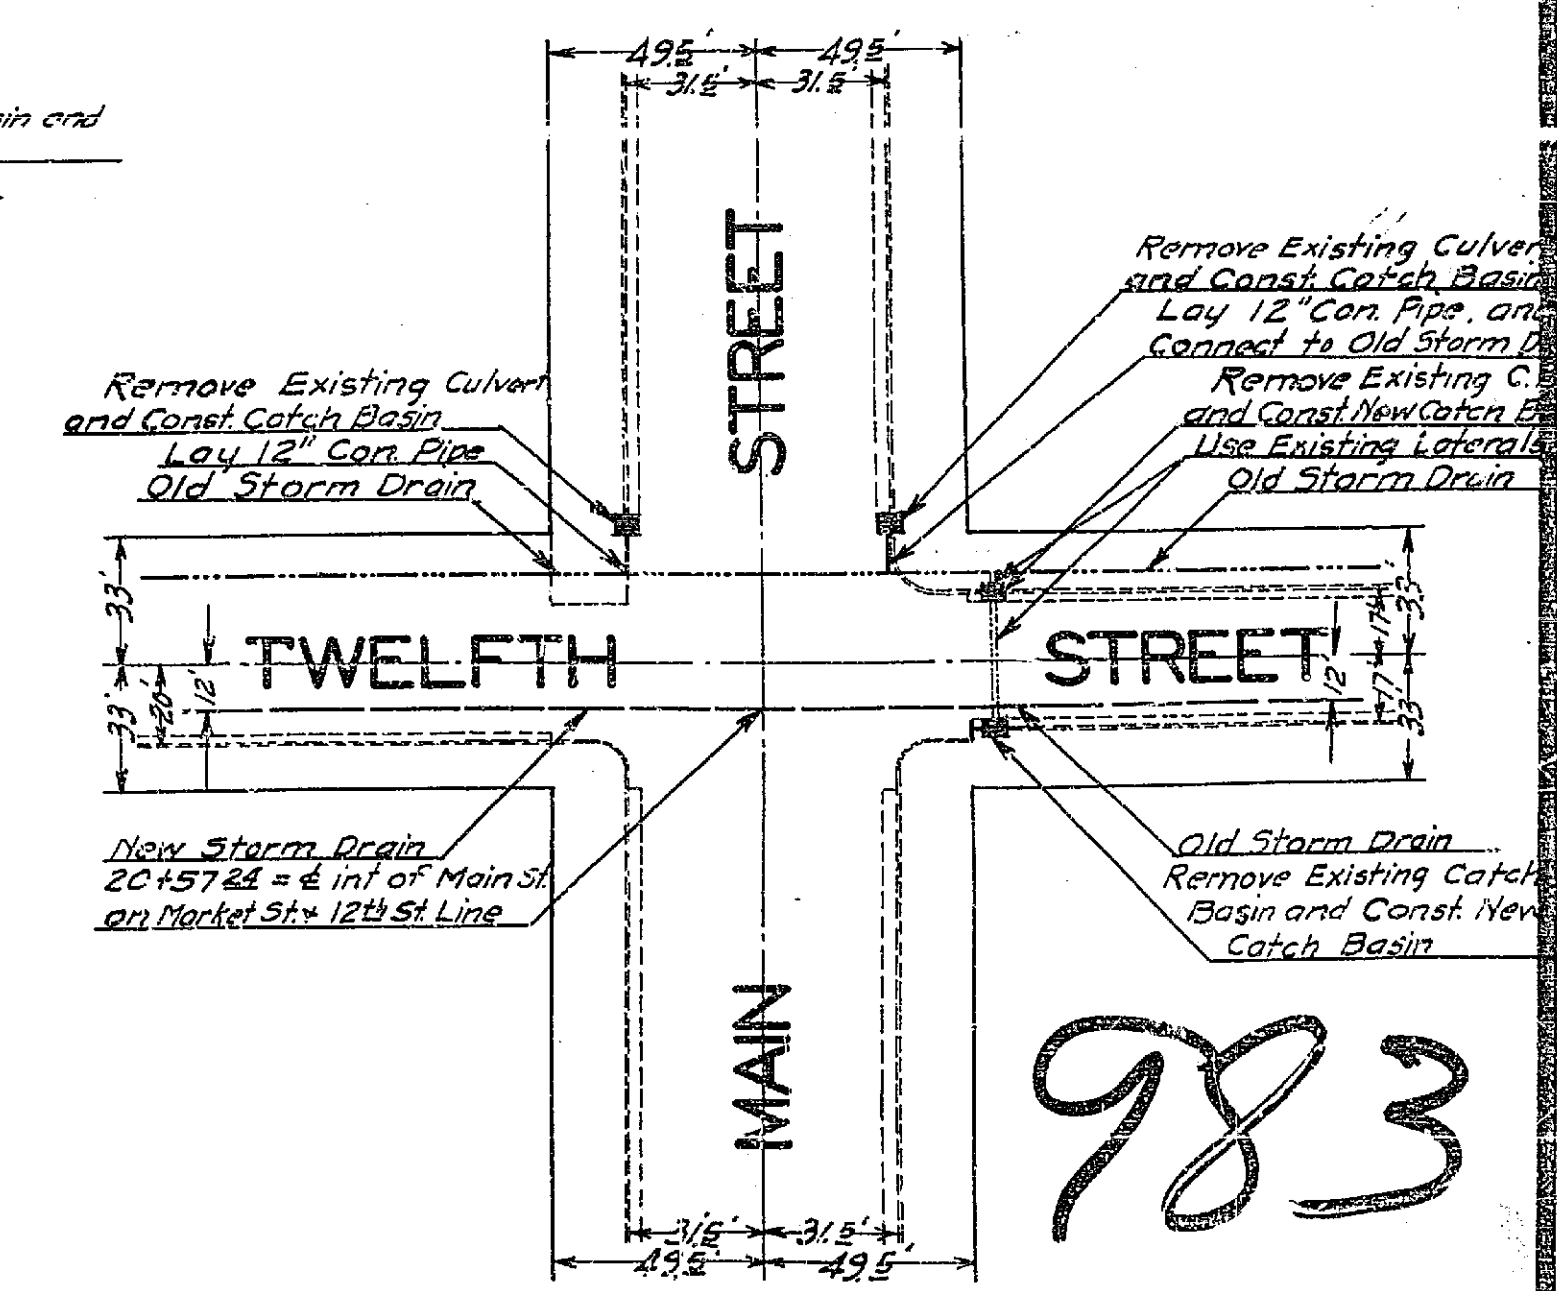 49.5' 49.5'
31.5' 31.5'
in and
STREET
Remove Existing Culver
and Const. Catch Basin
Lay 12" Con. Pipe, and
Connect to Old Storm D
Remove Existing C.
and Const. New Catch B
Use Existing Laterals
Old Storm Drain
Remove Existing Culvert
and Const. Catch Basin
Lay 12" Con. Pipe
Old Storm Drain
33' 33'
TWELFTH STREET
12' 12'
20'
33' 33'
17.5 17.5
New Storm Drain
20+57 24 = ℄ int of Main St.
on Market St. & 12th St. Line
Old Storm Drain
Remove Existing Catch
Basin and Const. New
Catch Basin
MAIN
983
31.5' 31.5'
49.5' 49.5'